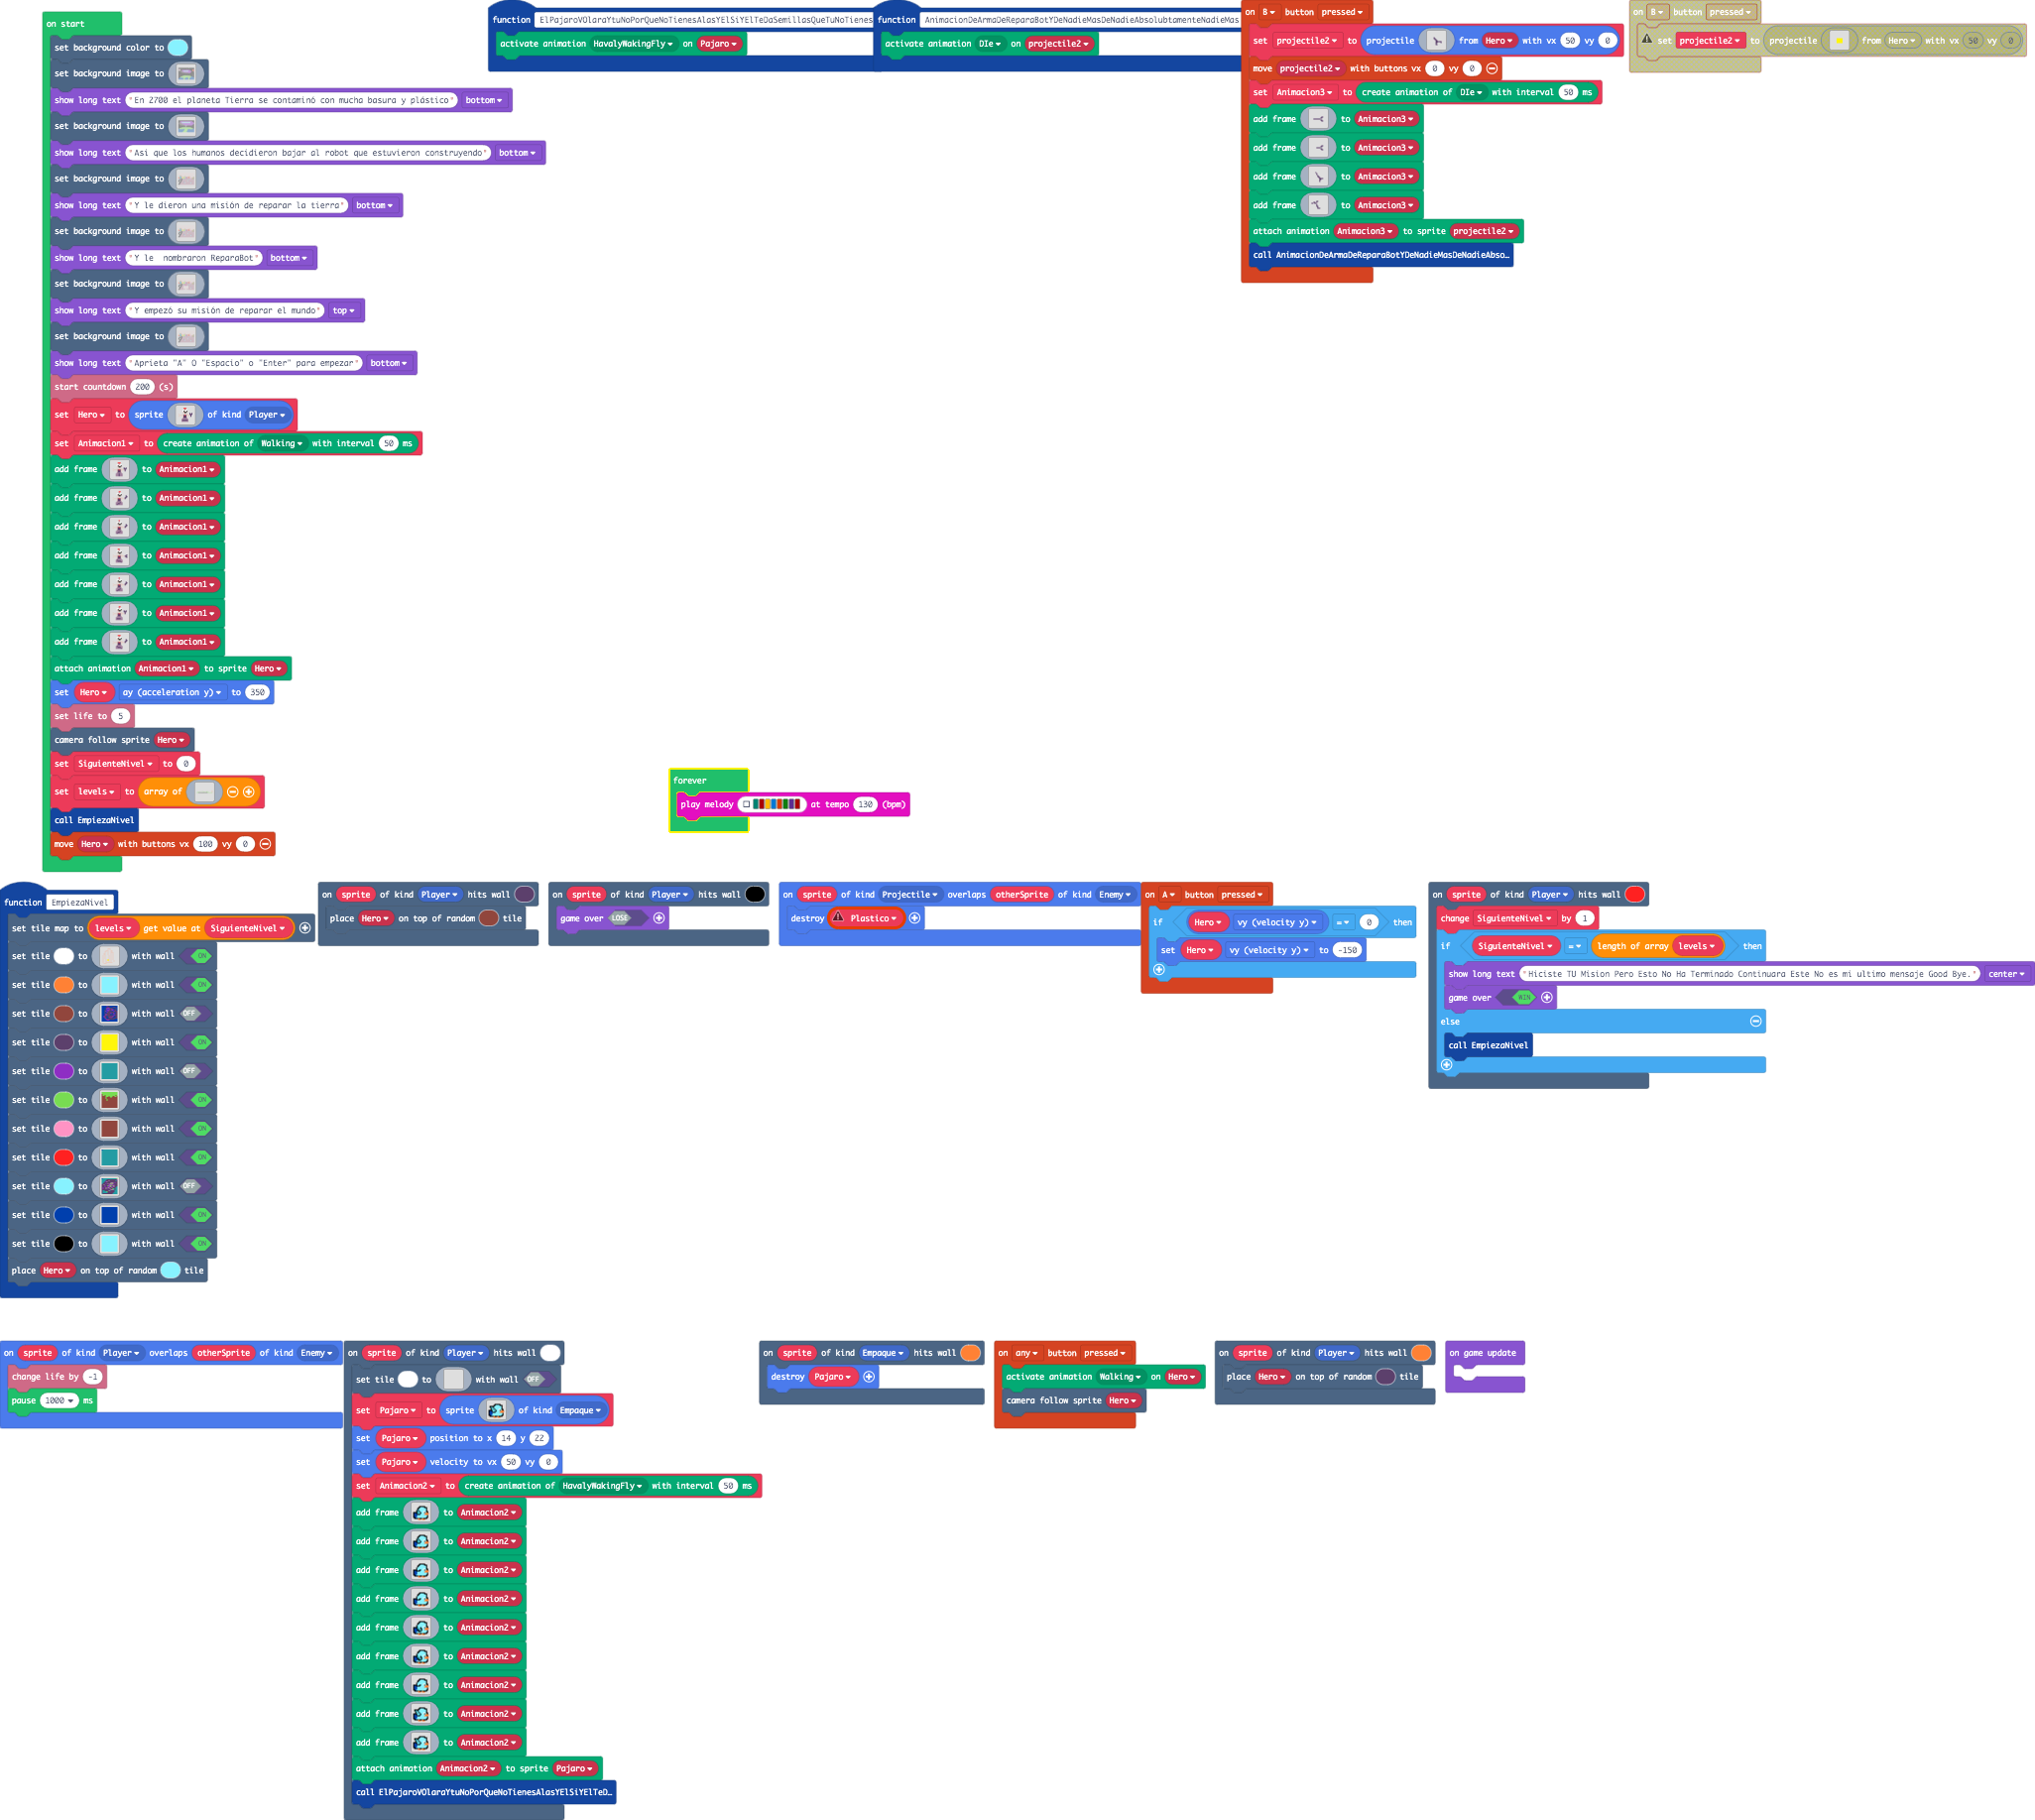 on start
set background color to
set background image to
show long text "En 2700 el planeta Tierra se contaminó con mucha basura y plástico" bottom
set background image to
show long text "Asi que los humanos decidieron bajar al robot que estuvieron construyendo" bottom
set background image to
show long text "Y le dieron una misión de reparar la tierra" bottom
set background image to
show long text "Y le nombraron ReparaBot" bottom
set background image to
show long text "Y empezó su misión de reparar el mundo" top
set background image to
show long text "Aprieta "A" O "Espacio" o "Enter" para empezar" bottom
start countdown 200 (s)
set Hero to sprite of kind Player
set Animacion1 to create animation of Walking with interval 50 ms
add frame to Animacion1
add frame to Animacion1
add frame to Animacion1
add frame to Animacion1
add frame to Animacion1
add frame to Animacion1
add frame to Animacion1
attach animation Animacion1 to sprite Hero
set Hero ay (acceleration y) to 350
set life to 5
camera follow sprite Hero
set SiguienteNivel to 0
set levels to array of
call EmpiezaNivel
move Hero with buttons vx 100 vy 0
function ElPajaroVOlaraYtuNoPorQueNoTienesAlasYElSiYElTeDaSemillasQueTuNoTienes
activate animation HavalyWakingFly on Pajaro
function AnimacionDeArmaDeReparaBotYDeNadieMasDeNadieAbsolubtamenteNadieMas
activate animation DIe on projectile2
on B button pressed
set projectile2 to projectile from Hero with vx 50 vy 0
move projectile2 with buttons vx 0 vy 0
set Animacion3 to create animation of DIe with interval 50 ms
add frame to Animacion3
add frame to Animacion3
add frame to Animacion3
add frame to Animacion3
attach animation Animacion3 to sprite projectile2
call AnimacionDeArmaDeReparaBotYDeNadieMasDeNadieAbso…
on B button pressed
set projectile2 to projectile from Hero with vx 50 vy 0
forever
play melody at tempo 130 (bpm)
function EmpiezaNivel
set tile map to levels get value at SiguienteNivel
set tile to with wall ON
set tile to with wall ON
set tile to with wall OFF
set tile to with wall ON
set tile to with wall OFF
set tile to with wall ON
set tile to with wall ON
set tile to with wall ON
set tile to with wall OFF
set tile to with wall ON
set tile to with wall ON
place Hero on top of random tile
on sprite of kind Player hits wall
place Hero on top of random tile
on sprite of kind Player hits wall
game over LOSE
on sprite of kind Projectile overlaps otherSprite of kind Enemy
destroy Plastico
on A button pressed
if Hero vy (velocity y) = 0 then
set Hero vy (velocity y) to -150
on sprite of kind Player hits wall
change SiguienteNivel by 1
if SiguienteNivel = length of array levels then
show long text "Hiciste TU Mision Pero Esto No Ha Terminado Continuara Este No es mi ultimo mensaje Good Bye." center
game over WIN
else
call EmpiezaNivel
on sprite of kind Player overlaps otherSprite of kind Enemy
change life by -1
pause 1000 ms
on sprite of kind Player hits wall
set tile to with wall OFF
set Pajaro to sprite of kind Empaque
set Pajaro position to x 14 y 22
set Pajaro velocity to vx 50 vy 0
set Animacion2 to create animation of HavalyWakingFly with interval 50 ms
add frame to Animacion2
add frame to Animacion2
add frame to Animacion2
add frame to Animacion2
add frame to Animacion2
add frame to Animacion2
add frame to Animacion2
add frame to Animacion2
add frame to Animacion2
attach animation Animacion2 to sprite Pajaro
call ElPajaroVOlaraYtuNoPorQueNoTienesAlasYElSiYElTeD…
on sprite of kind Empaque hits wall
destroy Pajaro
on any button pressed
activate animation Walking on Hero
camera follow sprite Hero
on sprite of kind Player hits wall
place Hero on top of random tile
on game update